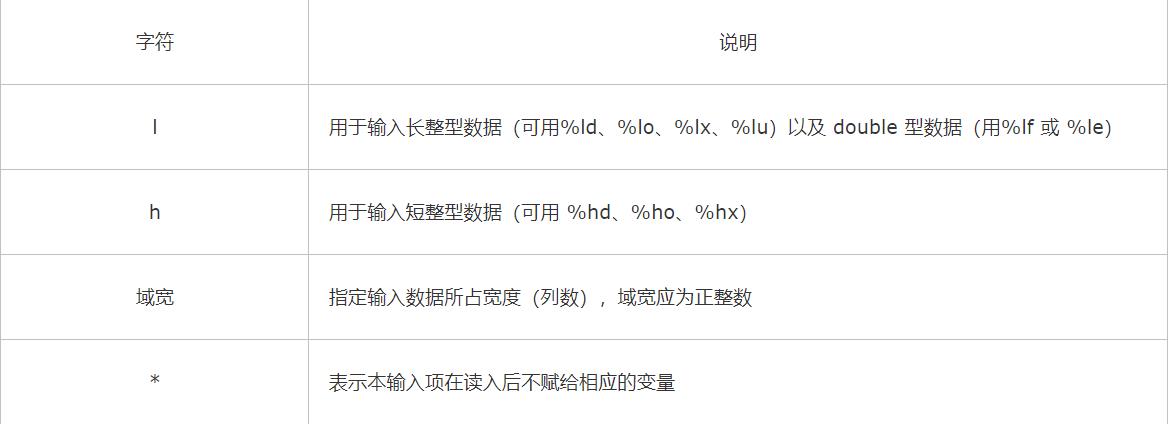 字符 说明
l 用于输入长整型数据（可用%ld、%lo、%lx、%lu）以及 double 型数据（用%lf 或 %le）
h 用于输入短整型数据（可用 %hd、%ho、%hx）
域宽 指定输入数据所占宽度（列数），域宽应为正整数
* 表示本输入项在读入后不赋给相应的变量